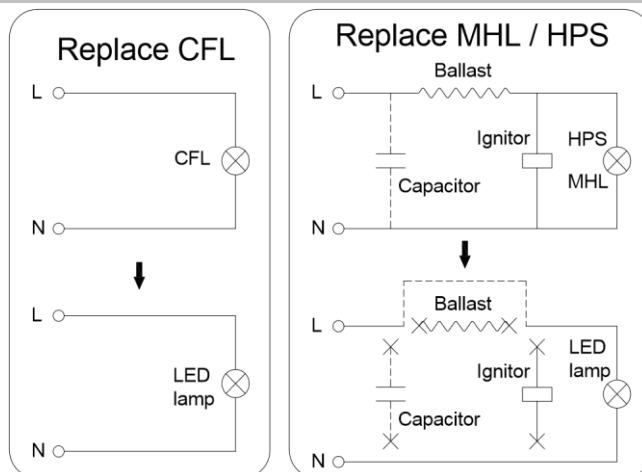 Replace CFL
L
CFL
N
L
LED
lamp
N
Replace MHL / HPS
Ballast
L
Ignitor
HPS
MHL
Capacitor
N
Ballast
L
LED
lamp
Ignitor
Capacitor
N